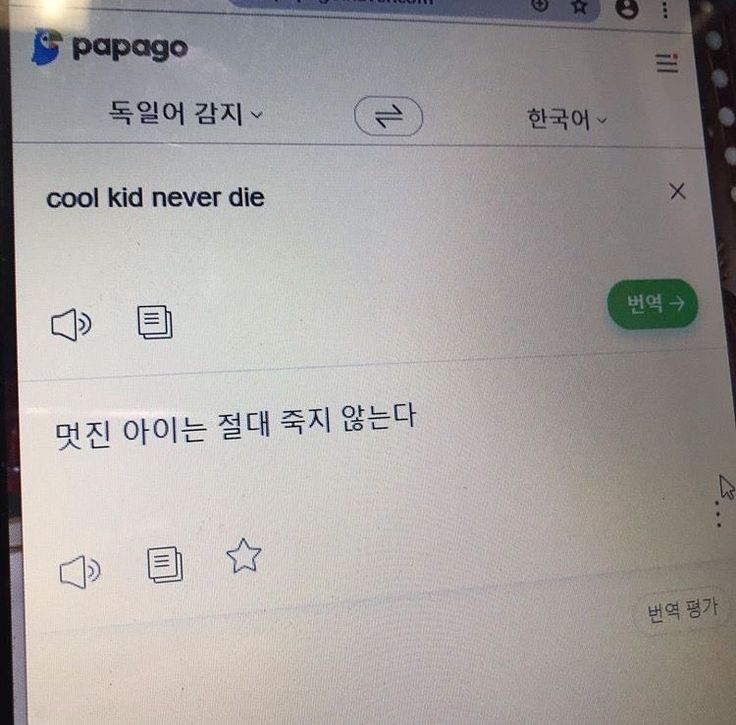 papago
독일어 감지
한국어
cool kid never die
번역
멋진 아이는 절대 죽지 않는다
번역 평가